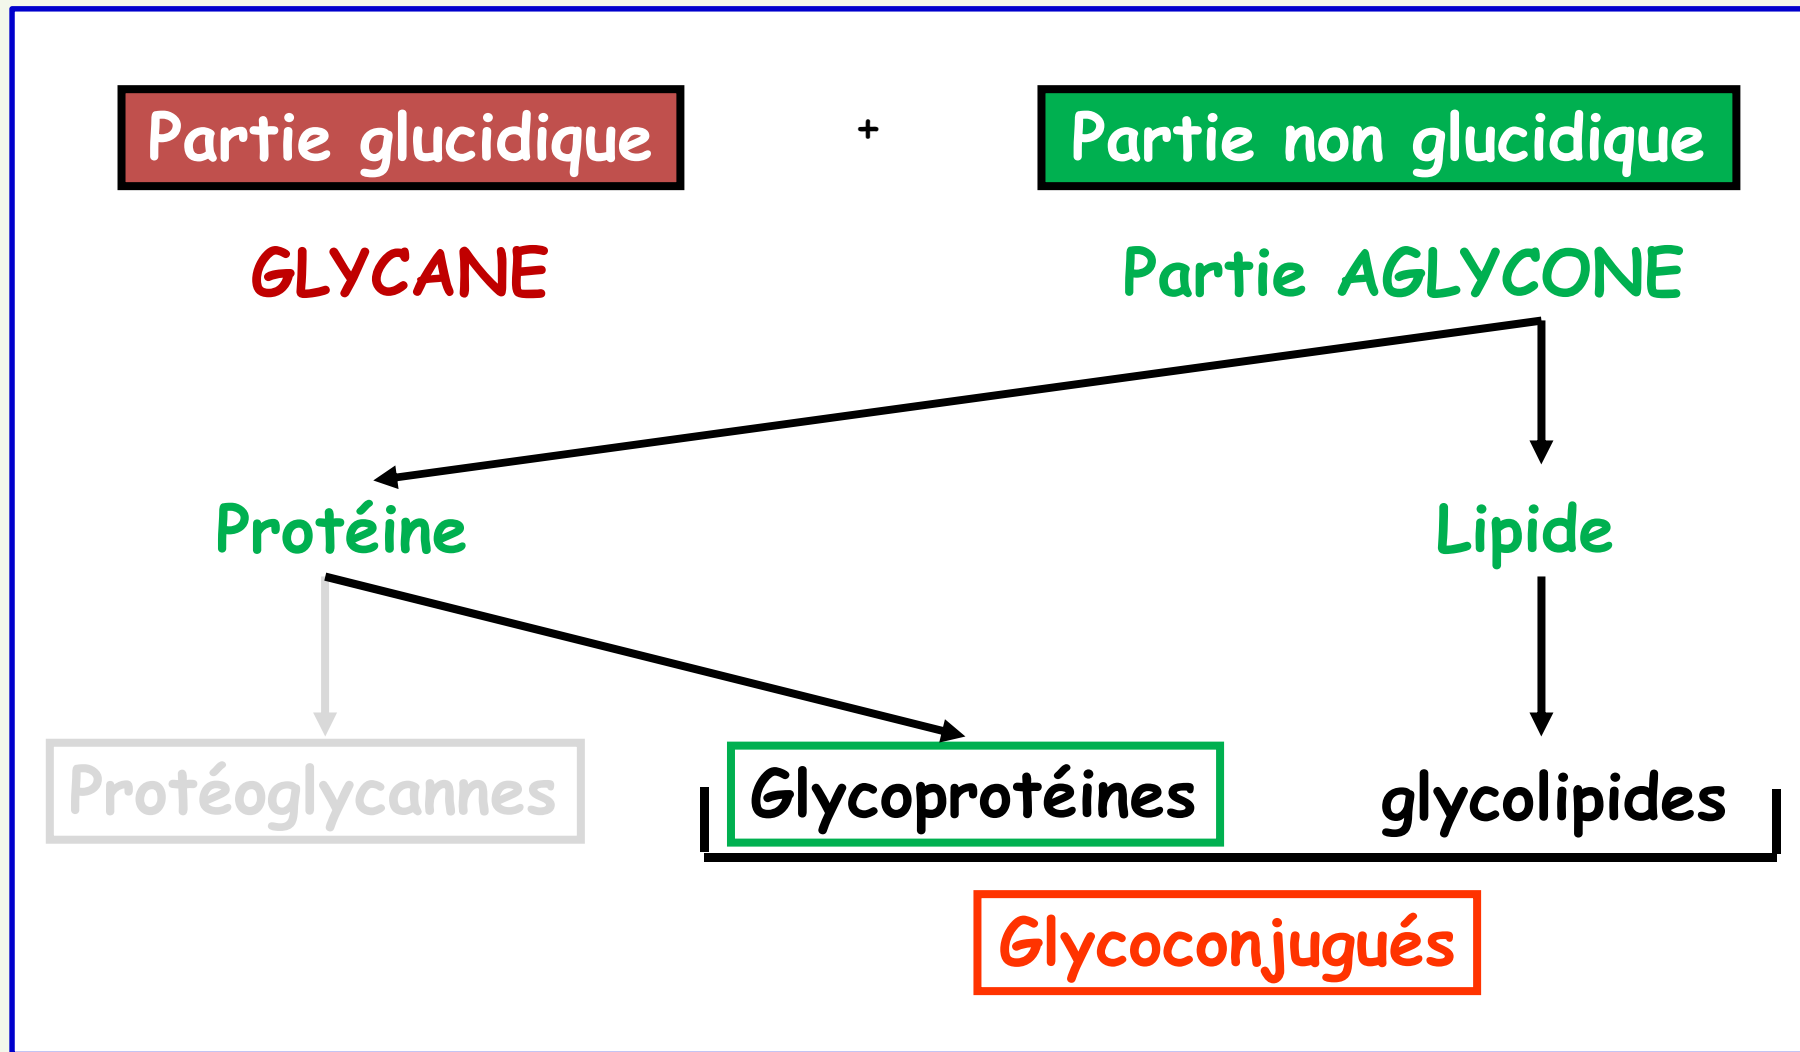 Partie glucidique + Partie non glucidique
GLYCANE Partie AGLYCONE
Protéine Lipide
Protéoglycannes Glycoprotéines glycolipides
Glycoconjugués